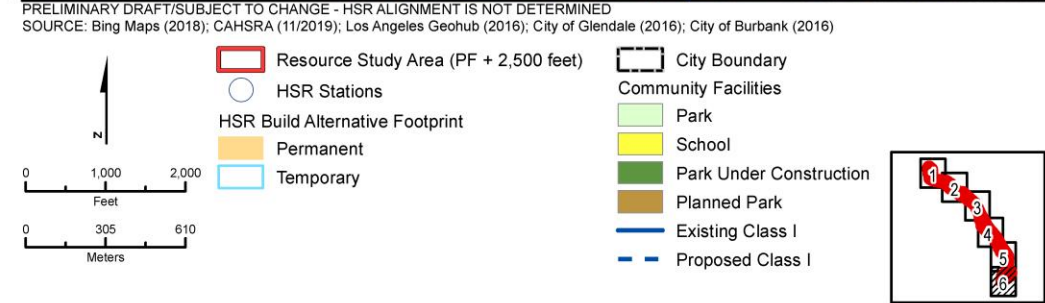 PRELIMINARY DRAFT/SUBJECT TO CHANGE - HSR ALIGNMENT IS NOT DETERMINED
SOURCE: Bing Maps (2018); CAHSRA (11/2019); Los Angeles Geohub (2016); City of Glendale (2016); City of Burbank (2016)
N
0 1,000 2,000
Feet
0 305 610
Meters
Resource Study Area (PF + 2,500 feet)
HSR Stations
HSR Build Alternative Footprint
Permanent
Temporary
City Boundary
Community Facilities
Park
School
Park Under Construction
Planned Park
Existing Class I
Proposed Class I
1
2
3
4
5
6